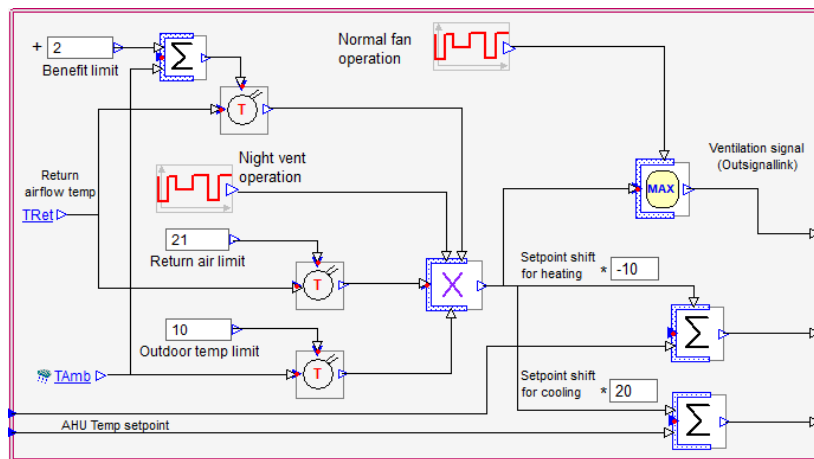 + 2
Benefit limit
Σ
T
Normal fan
operation
Night vent
operation
Return
airflow temp
TRet
21
Return air limit
T
10
Outdoor temp limit
T
TAmb
AHU Temp setpoint
X
MAX
Ventilation signal
(Outsignallink)
Setpoint shift
for heating * -10
Σ
Setpoint shift
for cooling * 20
Σ